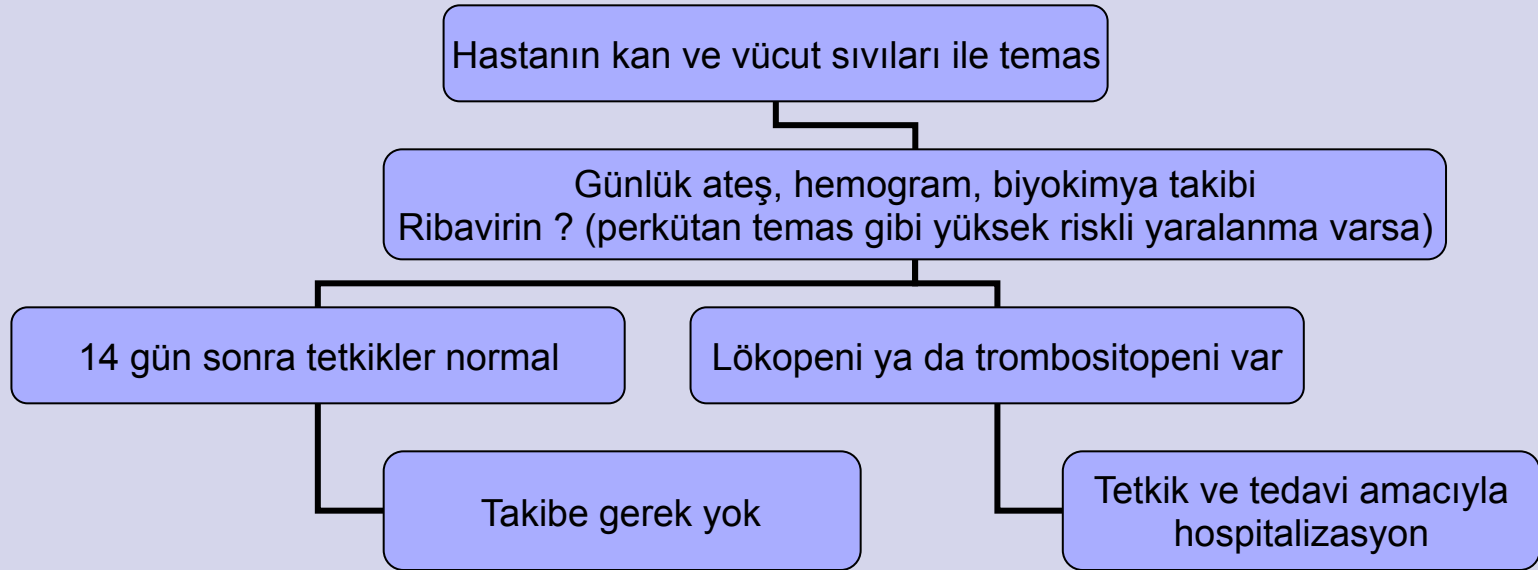 Hastanın kan ve vücut sıvıları ile temas
Günlük ateş, hemogram, biyokimya takibi
Ribavirin ? (perkütan temas gibi yüksek riskli yaralanma varsa)
14 gün sonra tetkikler normal
Lökopeni ya da trombositopeni var
Takibe gerek yok
Tetkik ve tedavi amacıyla
hospitalizasyon